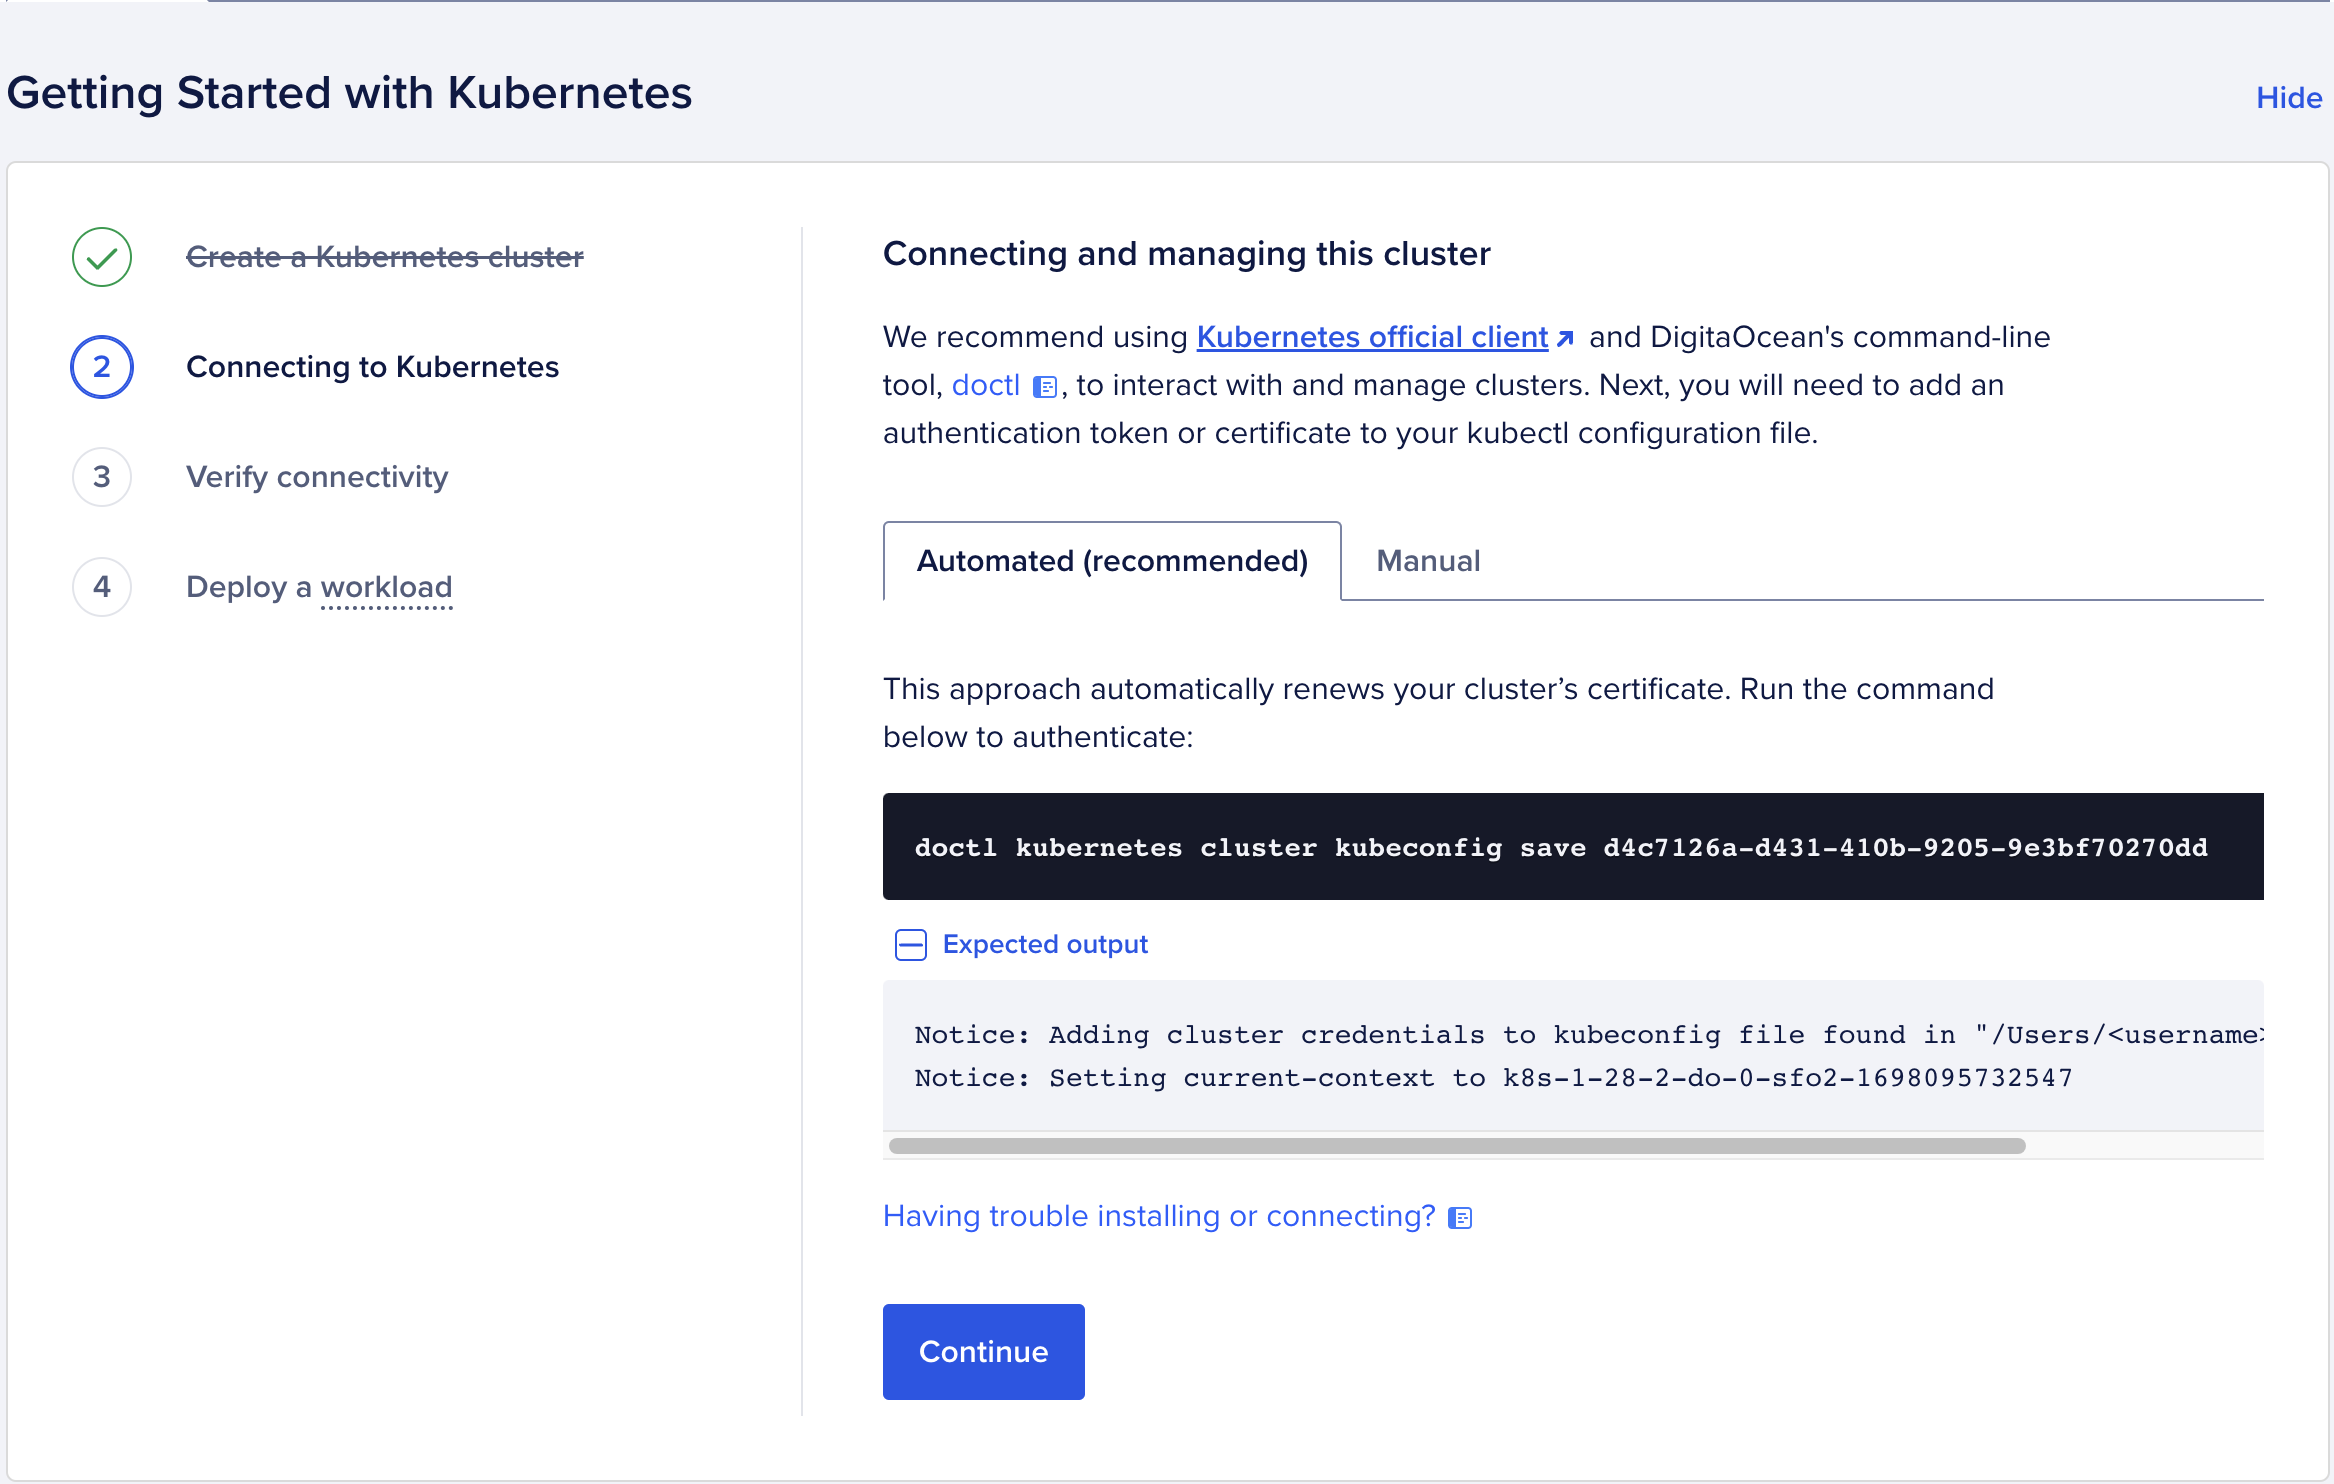 Getting Started with Kubernetes
Hide
Create a Kubernetes cluster
2 Connecting to Kubernetes
3 Verify connectivity
4 Deploy a workload
Connecting and managing this cluster
We recommend using Kubernetes official client and DigitaOcean's command-line
tool, doctl , to interact with and manage clusters. Next, you will need to add an
authentication token or certificate to your kubectl configuration file.
Automated (recommended) Manual
This approach automatically renews your cluster’s certificate. Run the command
below to authenticate:
doctl kubernetes cluster kubeconfig save d4c7126a-d431-410b-9205-9e3bf70270dd
Expected output
Notice: Adding cluster credentials to kubeconfig file found in "/Users/<username>
Notice: Setting current-context to k8s-1-28-2-do-0-sfo2-1698095732547
Having trouble installing or connecting?
Continue